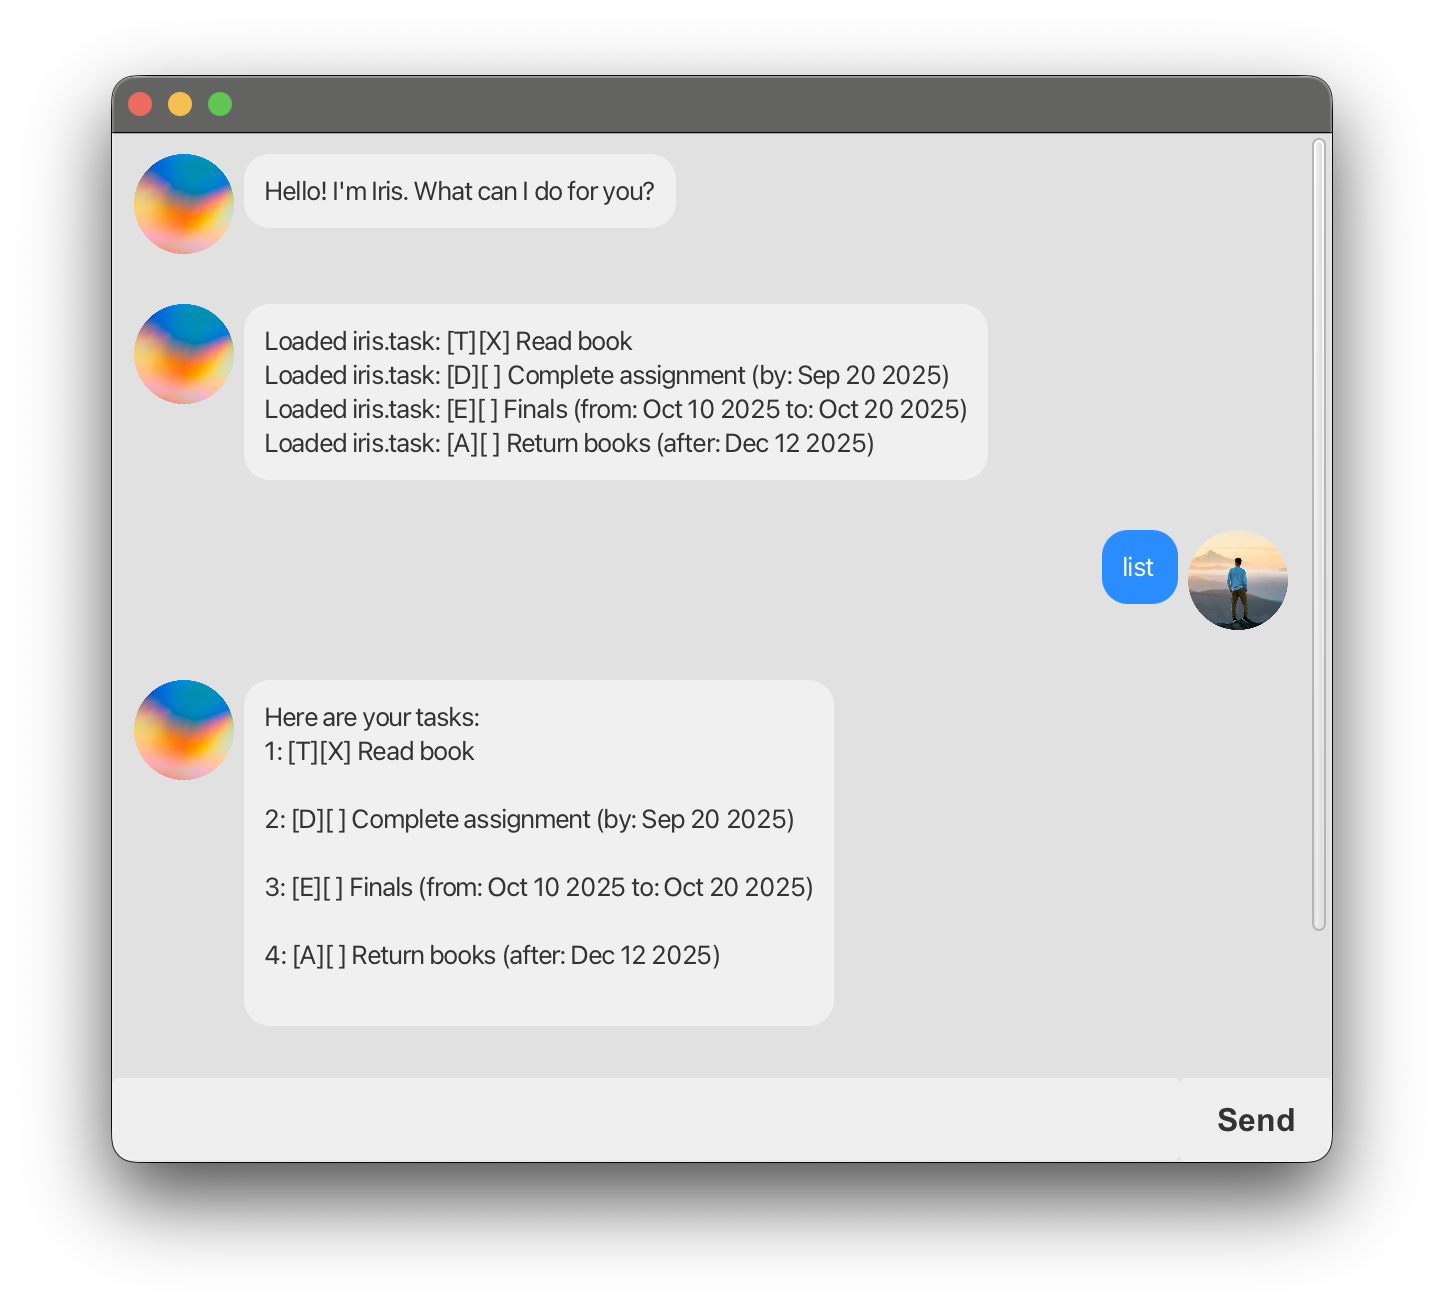 Hello! I'm Iris. What can I do for you?
Loaded iris.task: [T][X] Read book
Loaded iris.task: [D][ ] Complete assignment (by: Sep 20 2025)
Loaded iris.task: [E][ ] Finals (from: Oct 10 2025 to: Oct 20 2025)
Loaded iris.task: [A][ ] Return books (after: Dec 12 2025)
list
Here are your tasks:
1: [T][X] Read book
2: [D][ ] Complete assignment (by: Sep 20 2025)
3: [E][ ] Finals (from: Oct 10 2025 to: Oct 20 2025)
4: [A][ ] Return books (after: Dec 12 2025)
Send